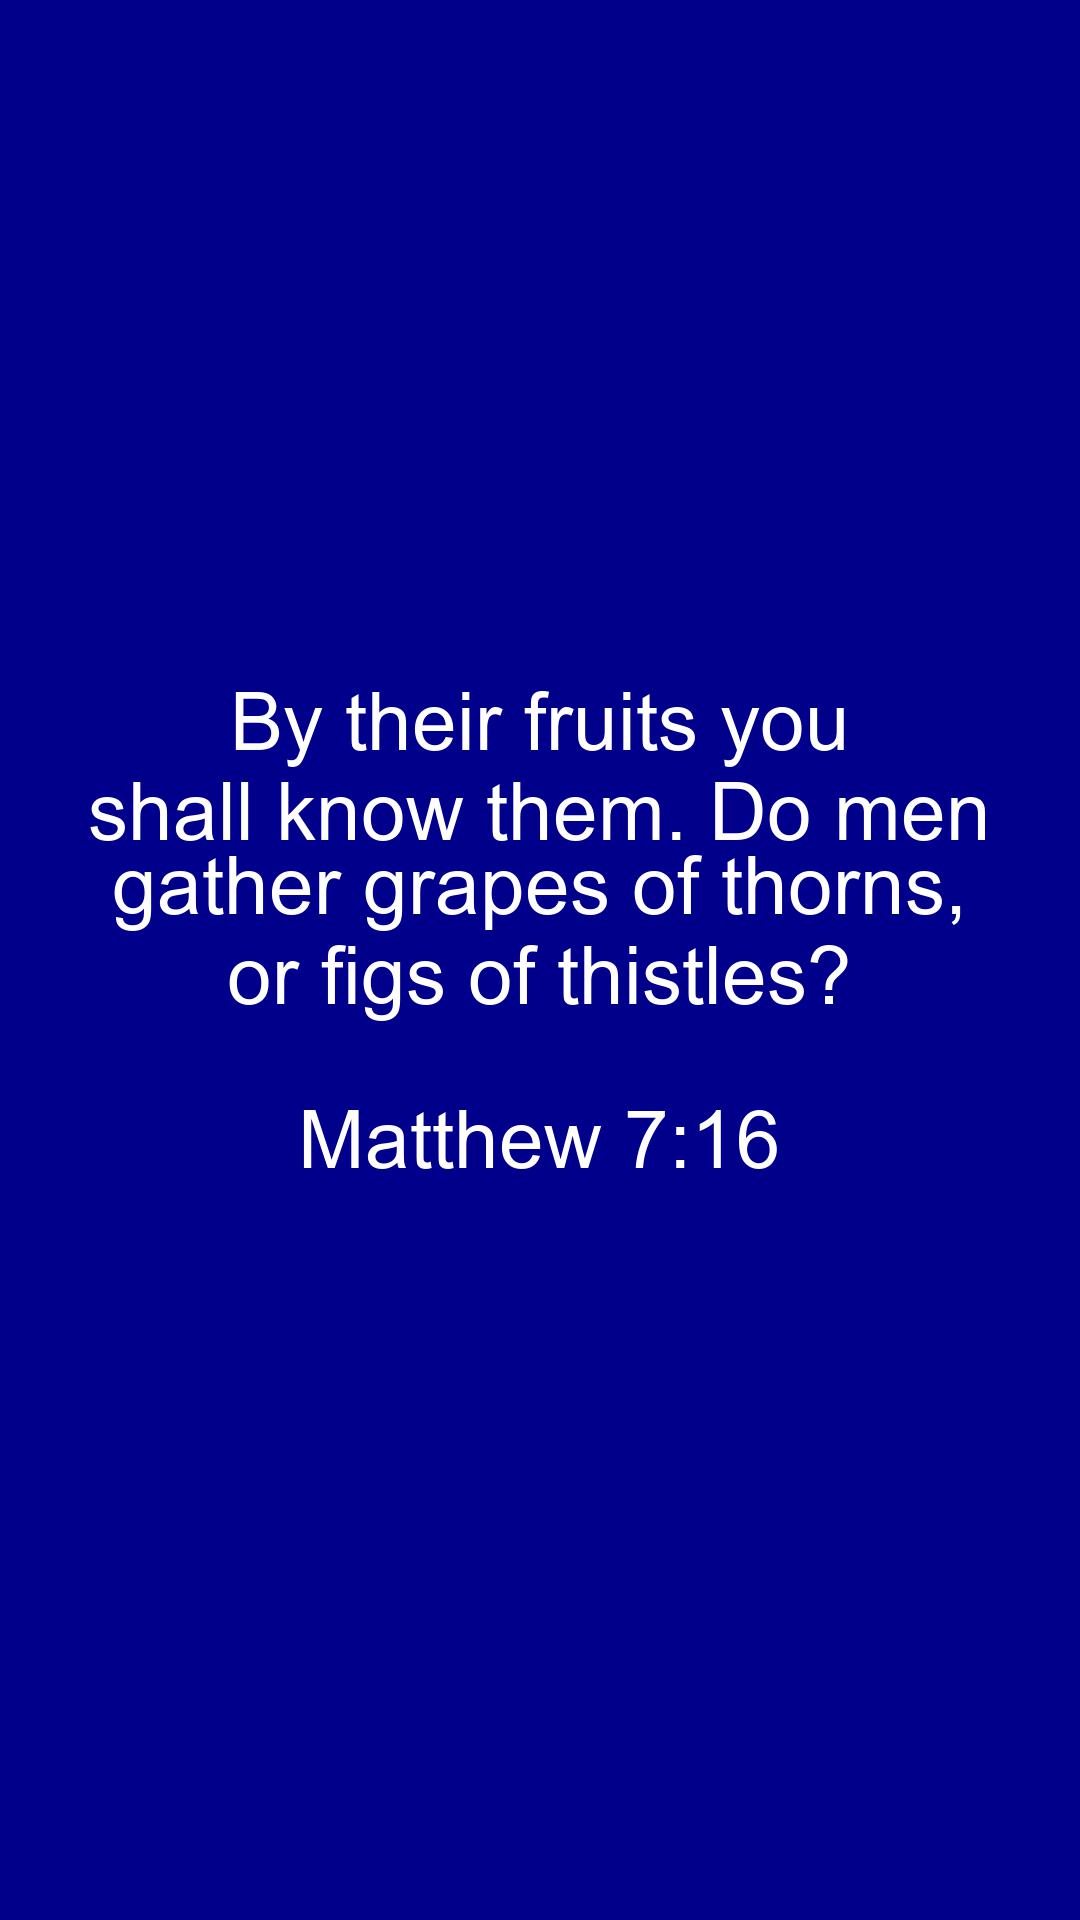 By their fruits you
shall know them. Do men
gather grapes of thorns,
or figs of thistles?
Matthew 7:16